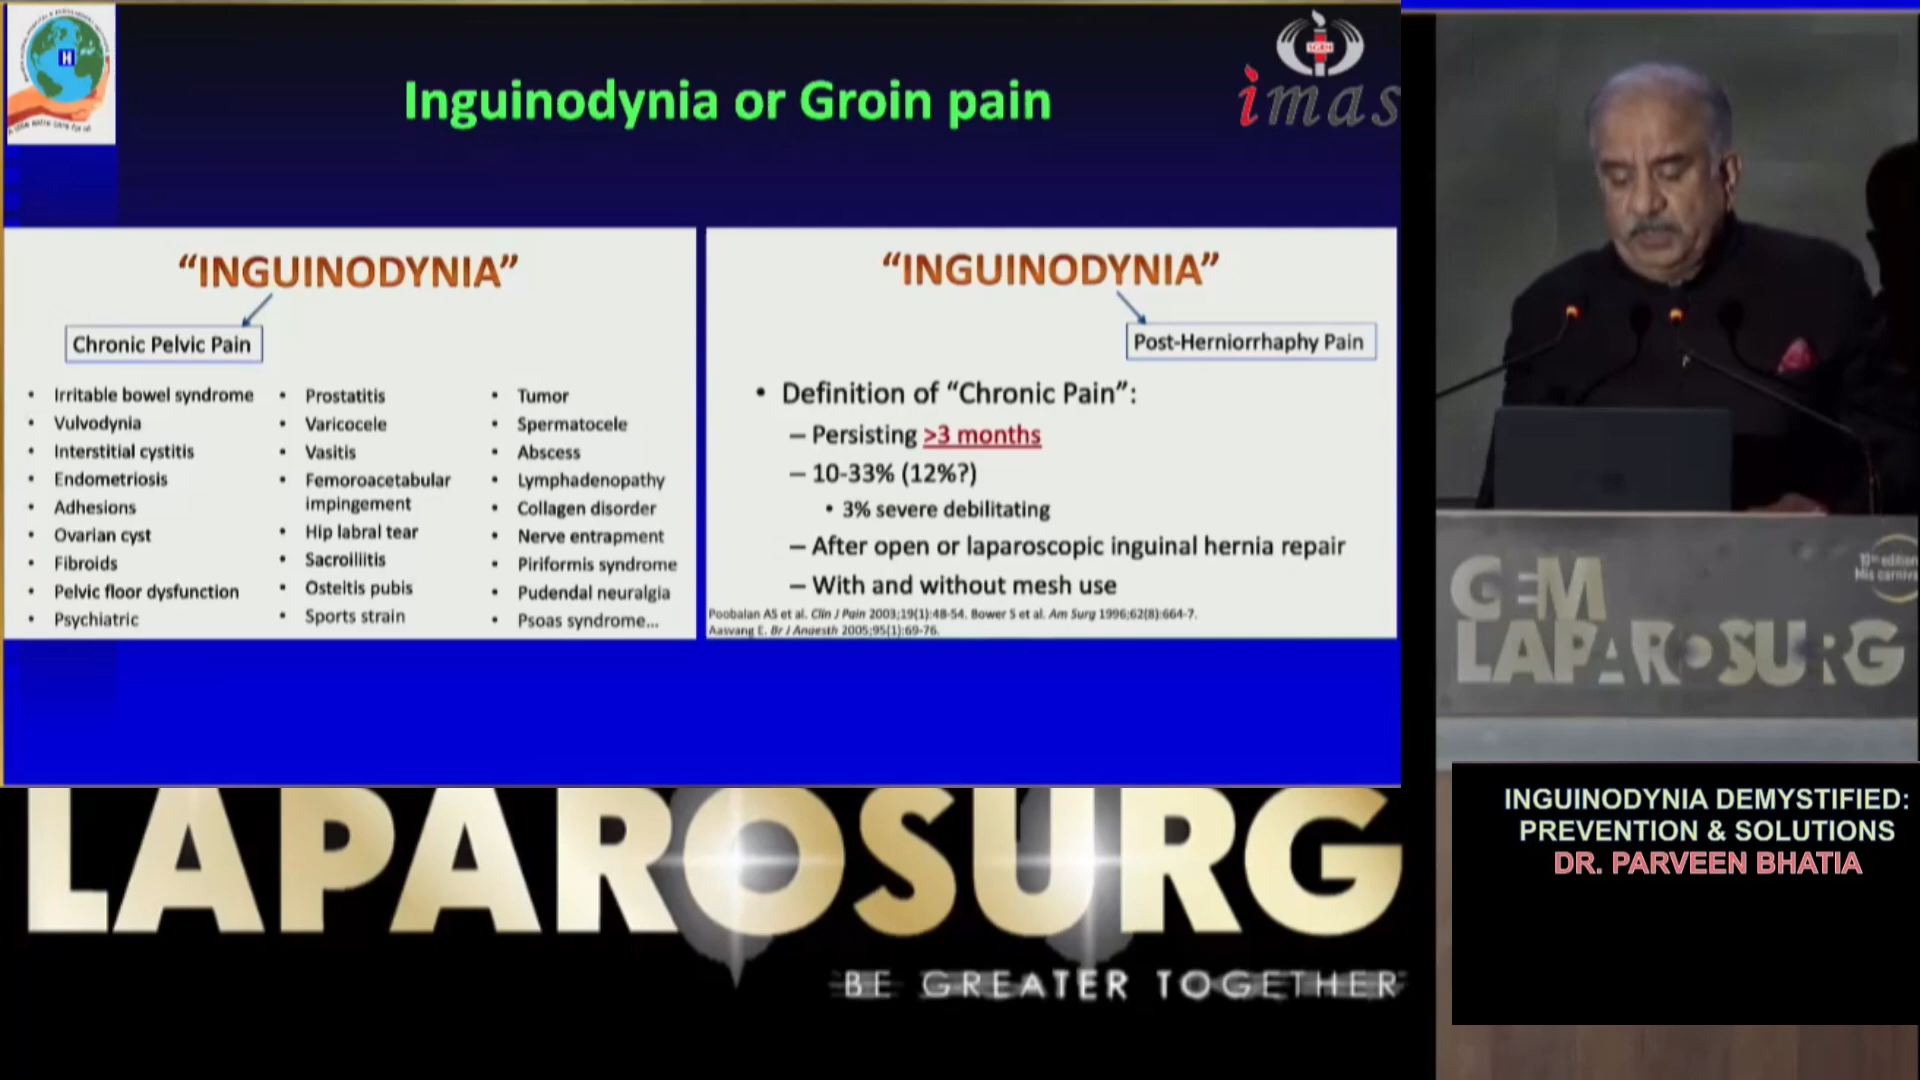 Inguinodynia or Groin pain
imas
“INGUINODYNIA”
Chronic Pelvic Pain
• Irritable bowel syndrome
• Vulvodynia
• Interstitial cystitis
• Endometriosis
• Adhesions
• Ovarian cyst
• Fibroids
• Pelvic floor dysfunction
• Psychiatric
• Prostatitis
• Varicocele
• Vasitis
• Femoroacetabular
impingement
• Hip labral tear
• Sacroiliitis
• Osteitis pubis
• Sports strain
• Tumor
• Spermatocele
• Abscess
• Lymphadenopathy
• Collagen disorder
• Nerve entrapment
• Piriformis syndrome
• Pudendal neuralgia
• Psoas syndrome...
“INGUINODYNIA”
Post-Herniorrhaphy Pain
• Definition of “Chronic Pain”:
– Persisting >3 months
– 10-33% (12%?)
• 3% severe debilitating
– After open or laparoscopic inguinal hernia repair
– With and without mesh use
Poobalan AS et al. Clin J Pain 2003;19(1):48-54. Bower S et al. Am Surg 1996;62(8):664-7.
Aasvang E. Br J Anaesth 2005;95(1):69-76.
LAPAROSURG
BE GREATER TOGETHER
GEM
LAPAROSURG
INGUINODYNIA DEMYSTIFIED:
PREVENTION & SOLUTIONS
DR. PARVEEN BHATIA